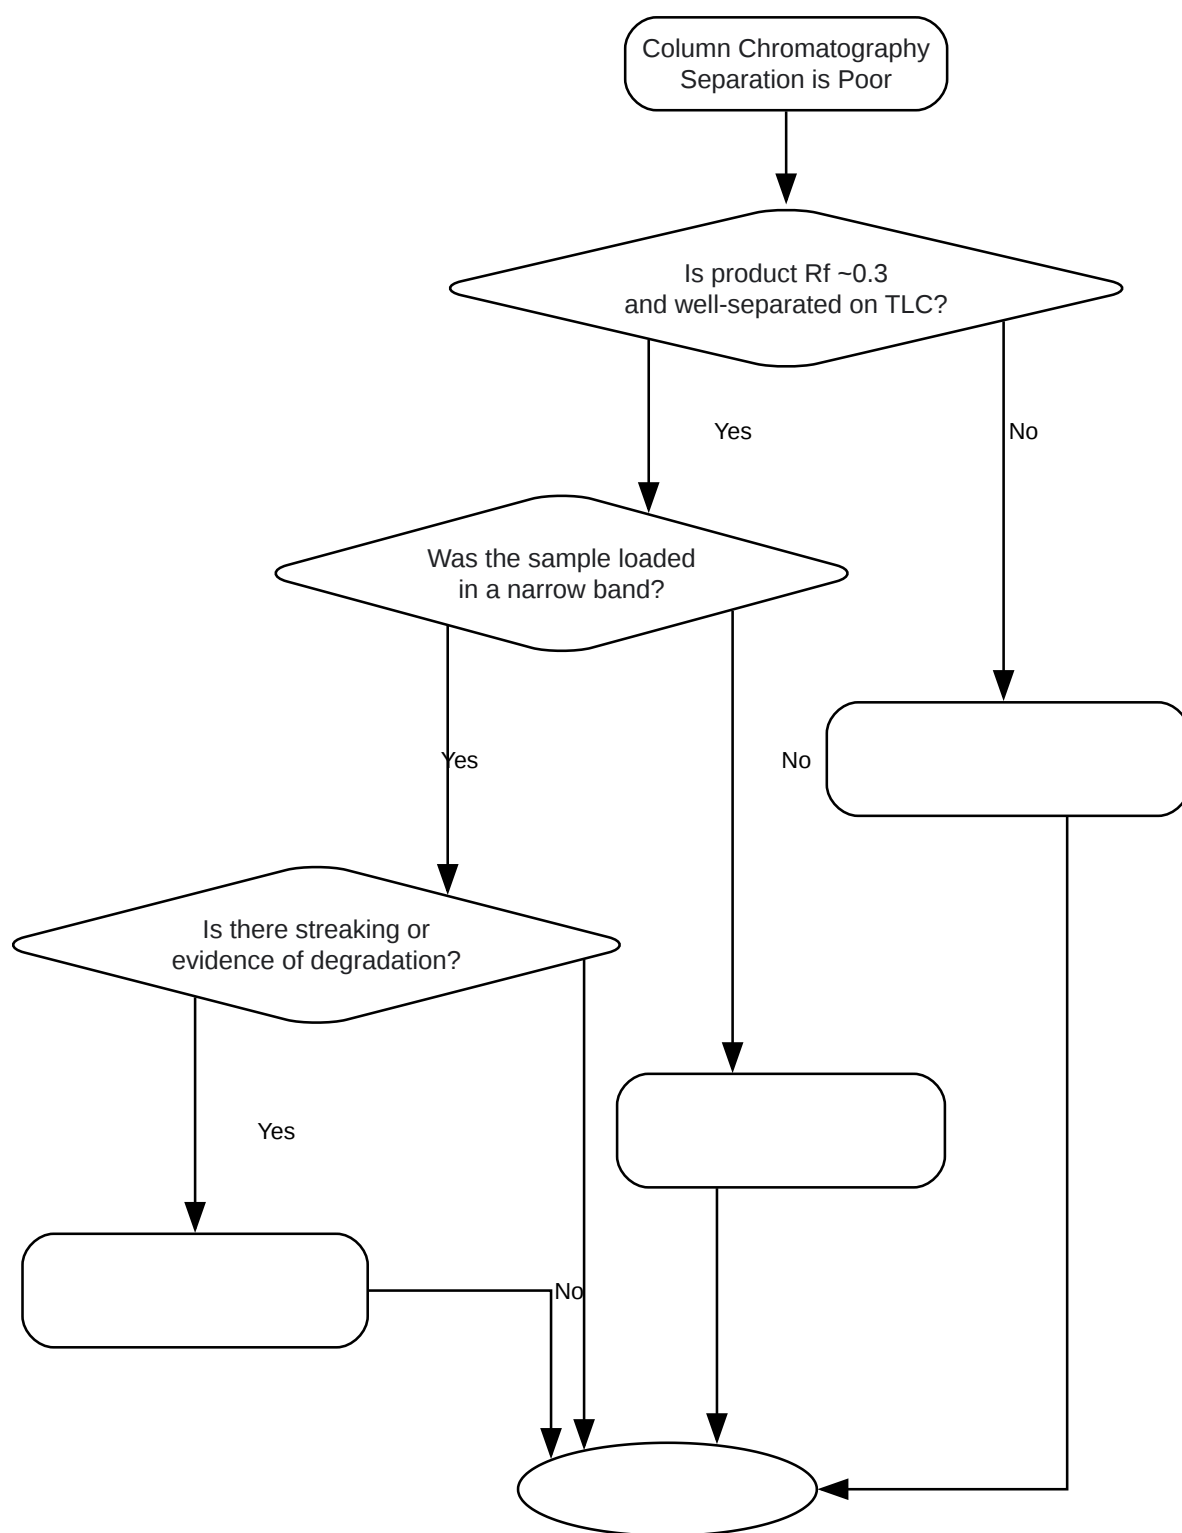 Column Chromatography
Separation is Poor
Is product Rf ~0.3
and well-separated on TLC?
Yes
No
Was the sample loaded
in a narrow band?
Yes
No
Is there streaking or
evidence of degradation?
Yes
No